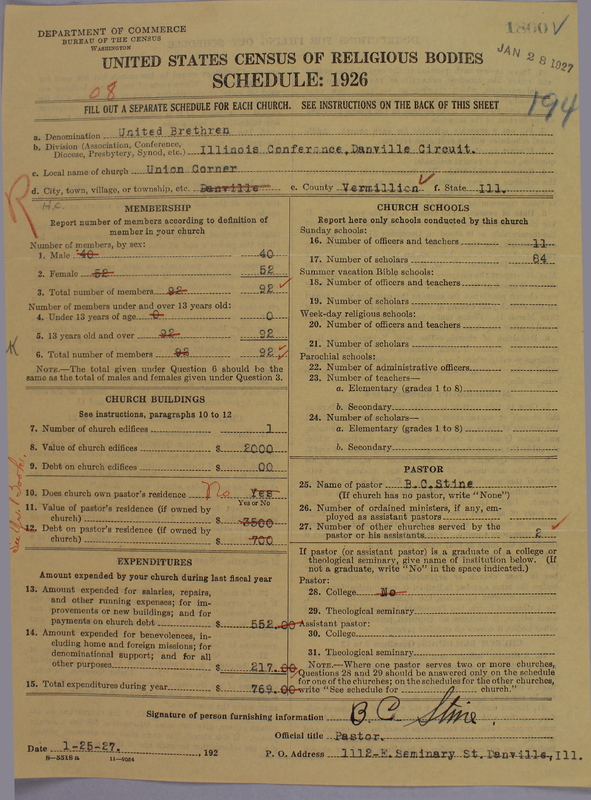 DEPARTMENT OF COMMERCE
BUREAU OF THE CENSUS
WASHINGTON
1800 ✓
JAN 28 1927
UNITED STATES CENSUS OF RELIGIOUS BODIES
SCHEDULE: 1926
08
194
FILL OUT A SEPARATE SCHEDULE FOR EACH CHURCH. SEE INSTRUCTIONS ON THE BACK OF THIS SHEET
a. Denomination United Brethren
b. Division (Association, Conference, Diocese, Presbytery, Synod, etc.) Illinois Conference, Danville Circuit.
c. Local name of church Union Corner
d. City, town, village, or township, etc. Danville e. County Vermillion ✓ f. State Ill.
R
H.C.
MEMBERSHIP
Report number of members according to definition of
member in your church
Number of members, by sex:
1. Male 40 40
2. Female 52 52
3. Total number of members 92 92 ✓
Number of members under and over 13 years old:
4. Under 13 years of age 0 0
5. 13 years old and over 92 92
K
6. Total number of members 92 92 ✓
NOTE.—The total given under Question 6 should be the
same as the total of males and females given under Question 3.
CHURCH BUILDINGS
See instructions, paragraphs 10 to 12
7. Number of church edifices 1
8. Value of church edifices $ 2000
9. Debt on church edifices $ 00
10. Does church own pastor's residence No Yes
Yes or No
11. Value of pastor's residence (if owned by
church) $ 3500
12. Debt on pastor's residence (if owned by
church) $ 700
EXPENDITURES
Amount expended by your church during last fiscal year
13. Amount expended for salaries, repairs,
and other running expenses; for im-
provements or new buildings; and for
payments on church debt $ 552.00
14. Amount expended for benevolences, in-
cluding home and foreign missions; for
denominational support; and for all
other purposes $ 217.00
15. Total expenditures during year $ 769.00
CHURCH SCHOOLS
Report here only schools conducted by this church
Sunday schools:
16. Number of officers and teachers 11
17. Number of scholars 84
Summer vacation Bible schools:
18. Number of officers and teachers
19. Number of scholars
Week-day religious schools:
20. Number of officers and teachers
21. Number of scholars
Parochial schools:
22. Number of administrative officers
23. Number of teachers—
a. Elementary (grades 1 to 8)
b. Secondary
24. Number of scholars—
a. Elementary (grades 1 to 8)
b. Secondary
PASTOR
25. Name of pastor B.C.Stine
(If church has no pastor, write "None")
26. Number of ordained ministers, if any, em-
ployed as assistant pastors
27. Number of other churches served by the
pastor or his assistants 2 ✓
If pastor (or assistant pastor) is a graduate of a college or
theological seminary, give name of institution below. (If
not a graduate, write "No" in the space indicated.)
Pastor:
28. College No
29. Theological seminary
Assistant pastor:
30. College
31. Theological seminary
NOTE.—Where one pastor serves two or more churches,
Questions 28 and 29 should be answered only on the schedule
for one of the churches; on the schedules for the other churches,
write "See schedule for church."
Signature of person furnishing information B. C. Stine.
Official title Pastor.
Date 1-25-27. , 192
P. O. Address 1112-E. Seminary St. Danville, Ill.
8—5318 a 11—9054